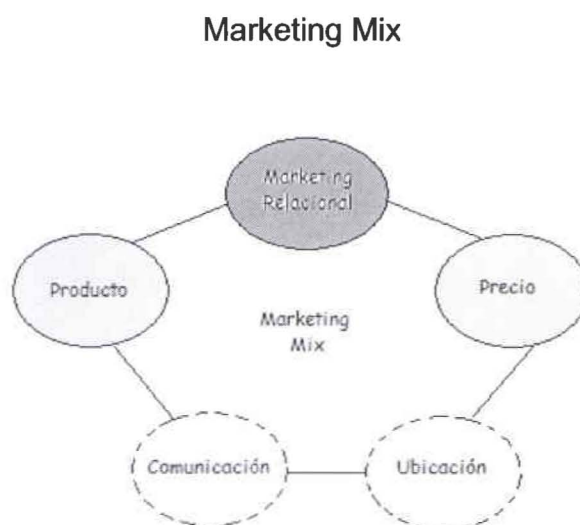 Marketing Mix
Marketing
Relacional
Producto
Precio
Marketing
Mix
Comunicación
Ubicación